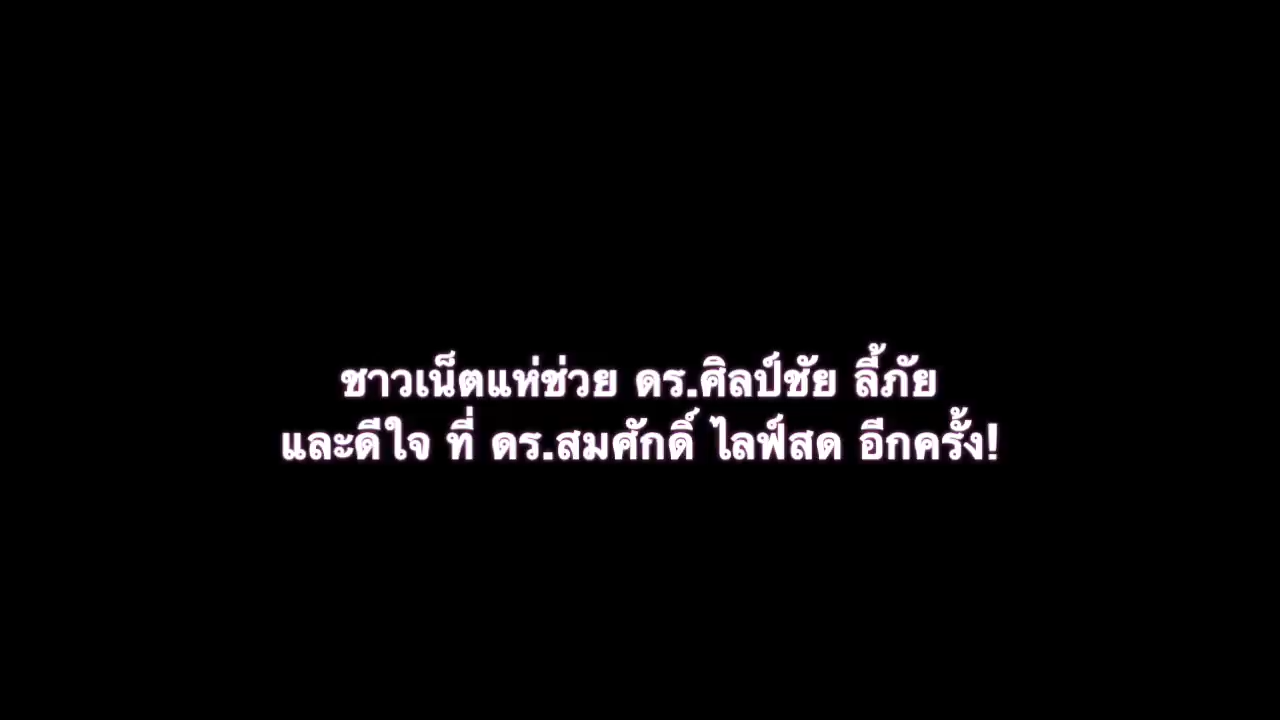 ชาวเน็ตแห่ช่วย ดร.ศิลป์ชัย ลี้ภัย
และดีใจ ที่ ดร.สมศักดิ์ ไลฟ์สด อีกครั้ง!